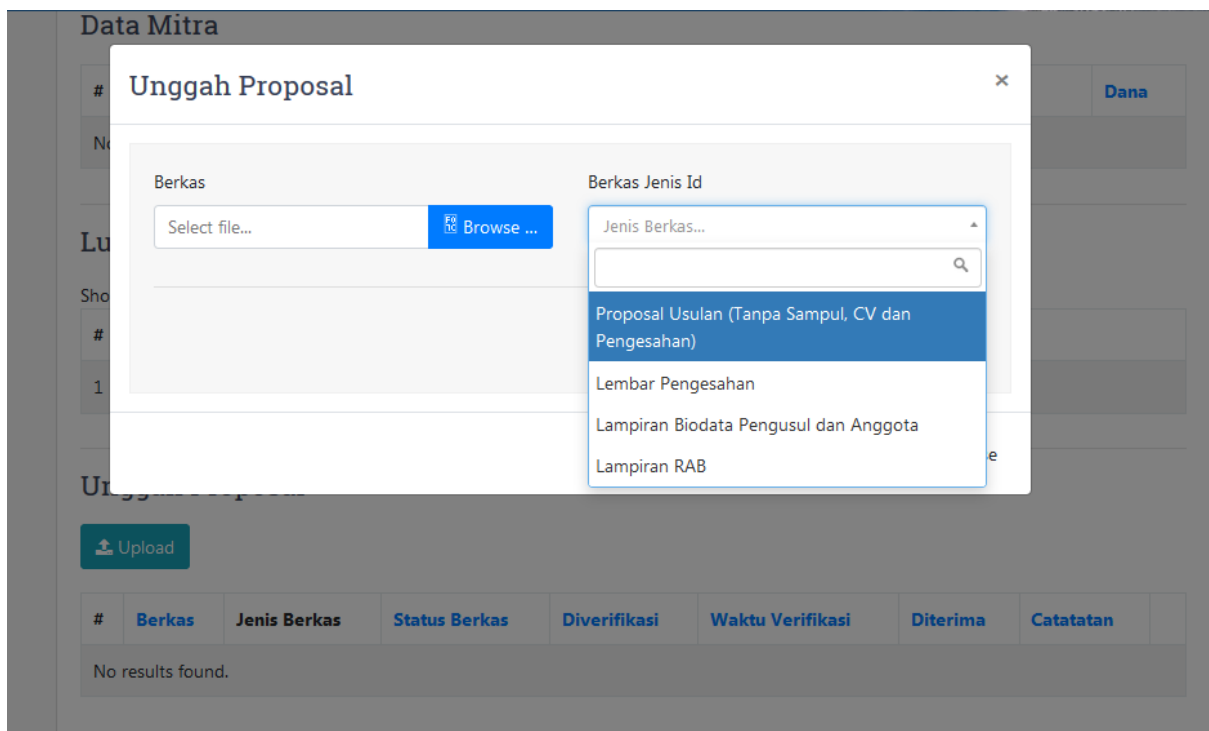 Data Mitra
Unggah Proposal ×
# Dana
Berkas Berkas Jenis Id
Select file... Browse ... Jenis Berkas...
Proposal Usulan (Tanpa Sampul, CV dan
Pengesahan)
Lembar Pengesahan
Lampiran Biodata Pengusul dan Anggota
Lampiran RAB
#
1
Upload
# Berkas Jenis Berkas Status Berkas Diverifikasi Waktu Verifikasi Diterima Catatatan
No results found.